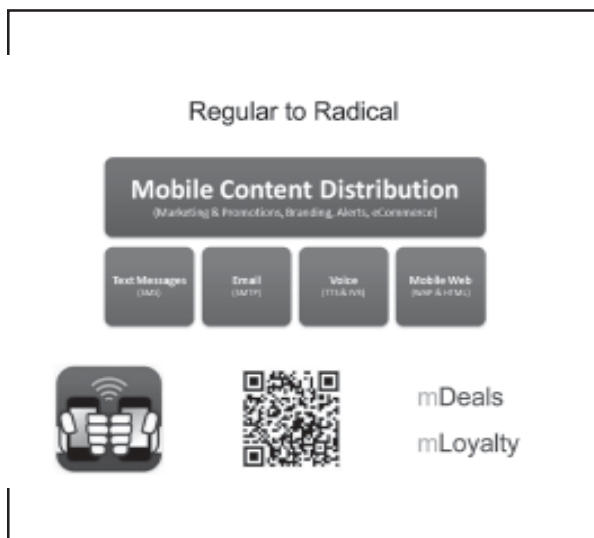 Regular to Radical
Mobile Content Distribution
(Marketing & Promotions, Branding, Alerts, eCommerce)
Text Messages
(SMS)
Email
(SMTP)
Voice
(TTS & IVR)
Mobile Web
(WAP & HTML)
mDeals
mLoyalty